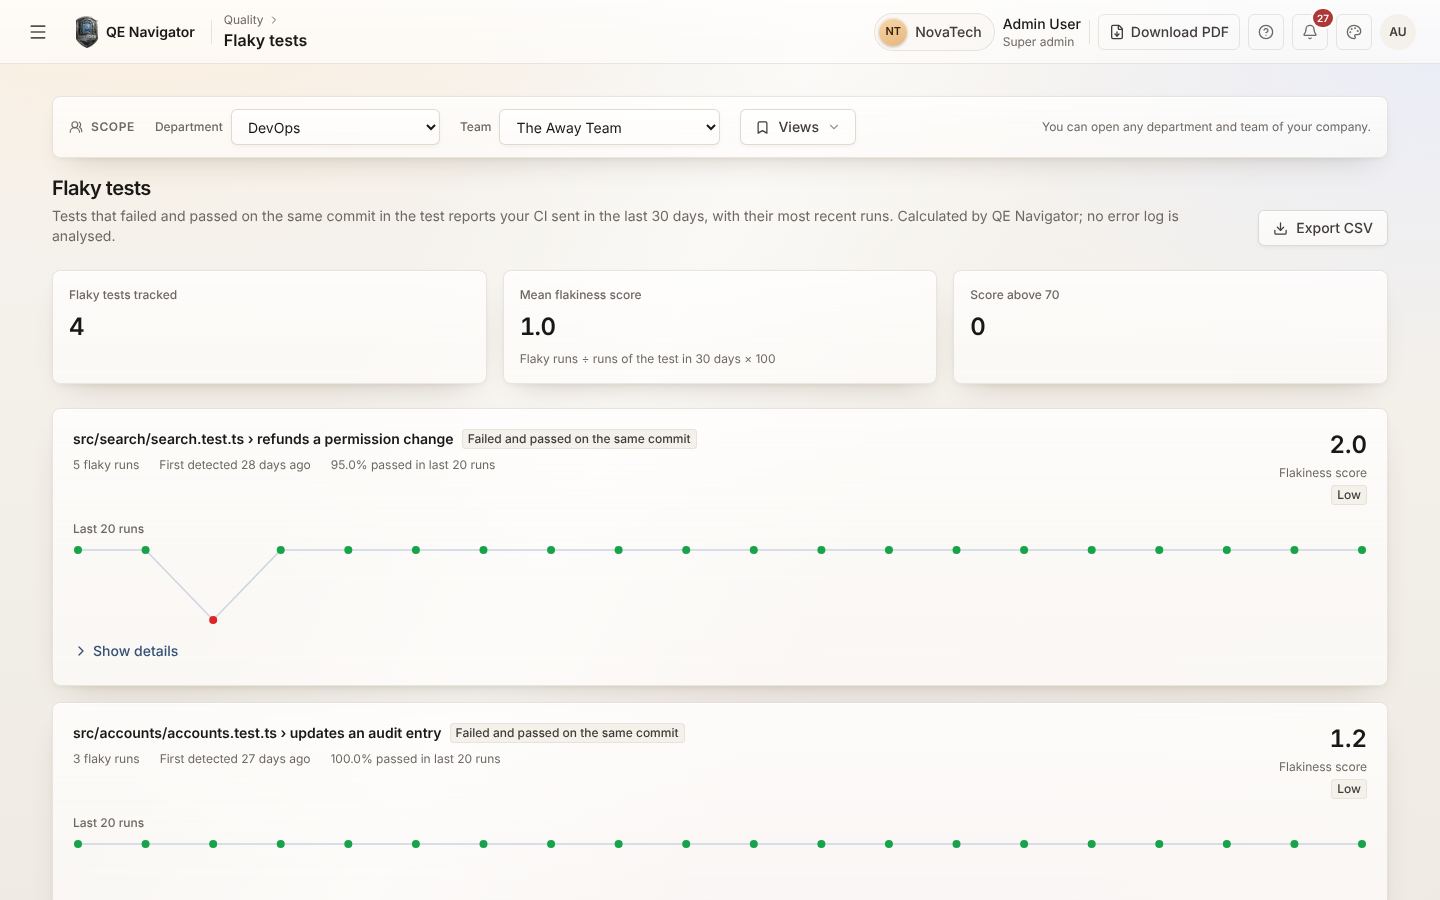 QE Navigator
Quality
Flaky tests
NT NovaTech
Admin User
Super admin
Download PDF
27
AU
SCOPE Department DevOps Team The Away Team Views You can open any department and team of your company.
Flaky tests
Tests that failed and passed on the same commit in the test reports your CI sent in the last 30 days, with their most recent runs. Calculated by QE Navigator; no error log is
analysed.
Export CSV
Flaky tests tracked
4
Mean flakiness score
1.0
Flaky runs ÷ runs of the test in 30 days × 100
Score above 70
0
src/search/search.test.ts › refunds a permission change Failed and passed on the same commit
5 flaky runs First detected 28 days ago 95.0% passed in last 20 runs
2.0
Flakiness score
Low
Last 20 runs
Show details
src/accounts/accounts.test.ts › updates an audit entry Failed and passed on the same commit
3 flaky runs First detected 27 days ago 100.0% passed in last 20 runs
1.2
Flakiness score
Low
Last 20 runs